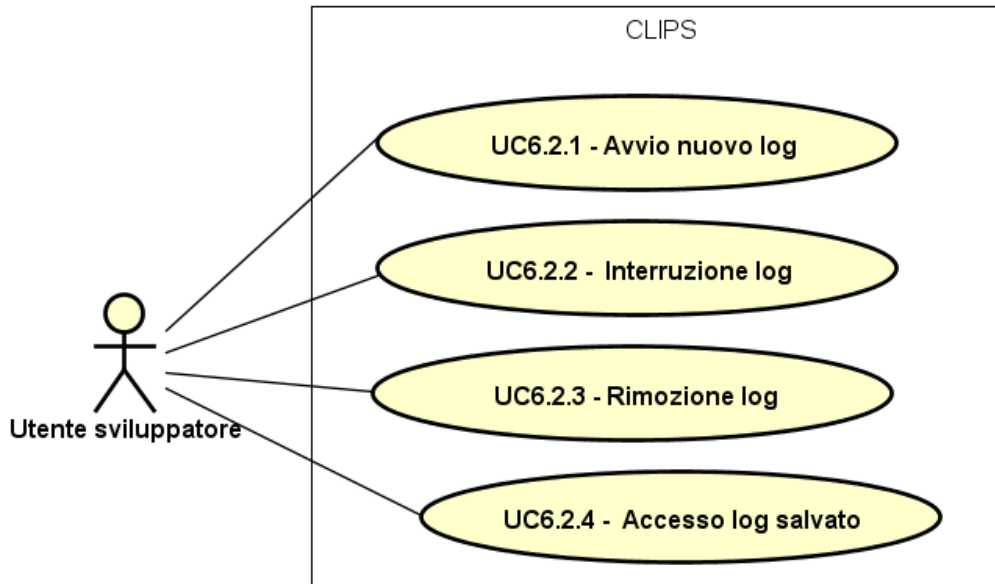 CLIPS
UC6.2.1 - Avvio nuovo log
UC6.2.2 - Interruzione log
UC6.2.3 - Rimozione log
UC6.2.4 - Accesso log salvato
Utente sviluppatore